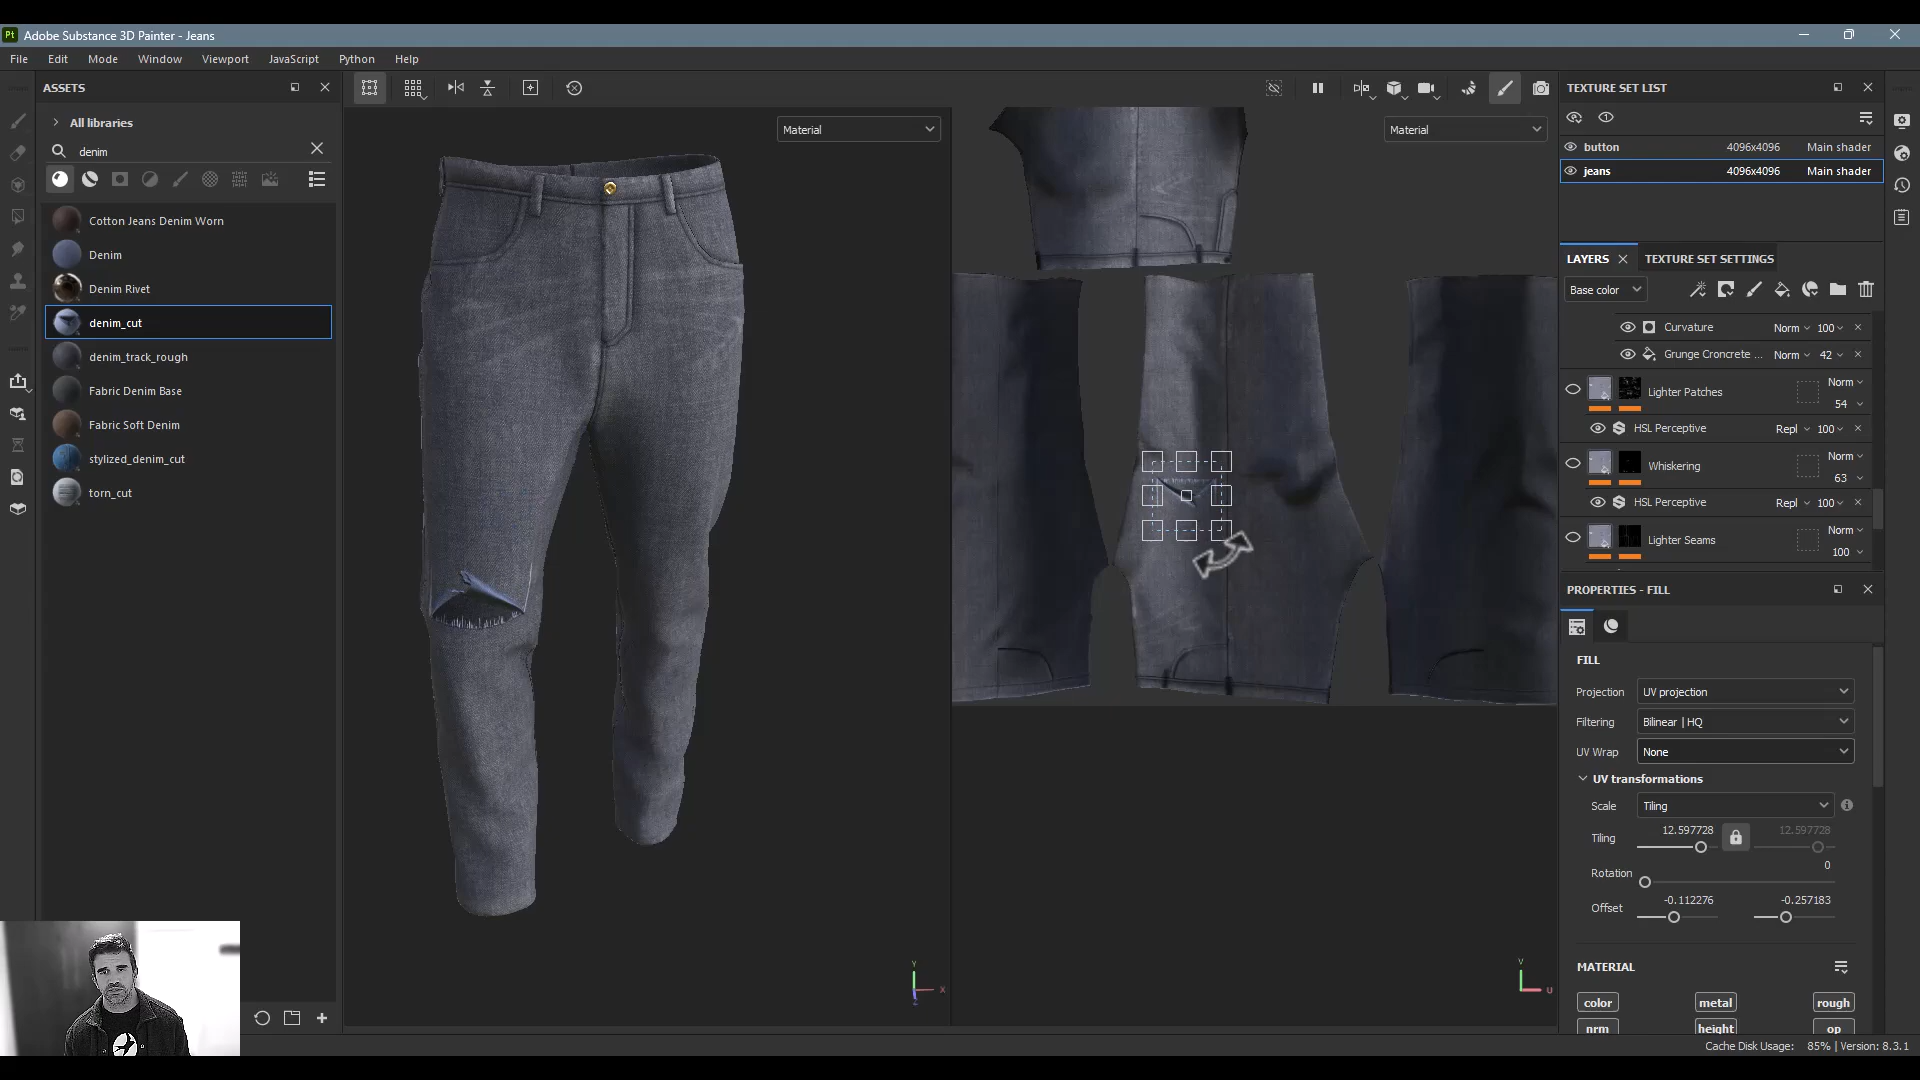 Pt Adobe Substance 3D Painter - Jeans
File Edit Mode Window Viewport JavaScript Python Help
ASSETS
All libraries
denim
Cotton Jeans Denim Worn
Denim
Denim Rivet
denim_cut
denim_track_rough
Fabric Denim Base
Fabric Soft Denim
stylized_denim_cut
torn_cut
Material
Y
X
Z
Material
V
U
TEXTURE SET LIST
button 4096x4096 Main shader
jeans 4096x4096 Main shader
LAYERS TEXTURE SET SETTINGS
Base color
Curvature Norm 100
Grunge Croncrete ... Norm 42
Norm
Lighter Patches
54
HSL Perceptive Repl 100
Norm
Whiskering
63
HSL Perceptive Repl 100
Norm
Lighter Seams
100
PROPERTIES - FILL
FILL
Projection UV projection
Filtering Bilinear | HQ
UV Wrap None
UV transformations
Scale Tiling
Tiling 12.597728 12.597728
Rotation 0
Offset -0.112276 -0.257183
MATERIAL
color metal rough
nrm height op
Cache Disk Usage: 85% | Version: 8.3.1